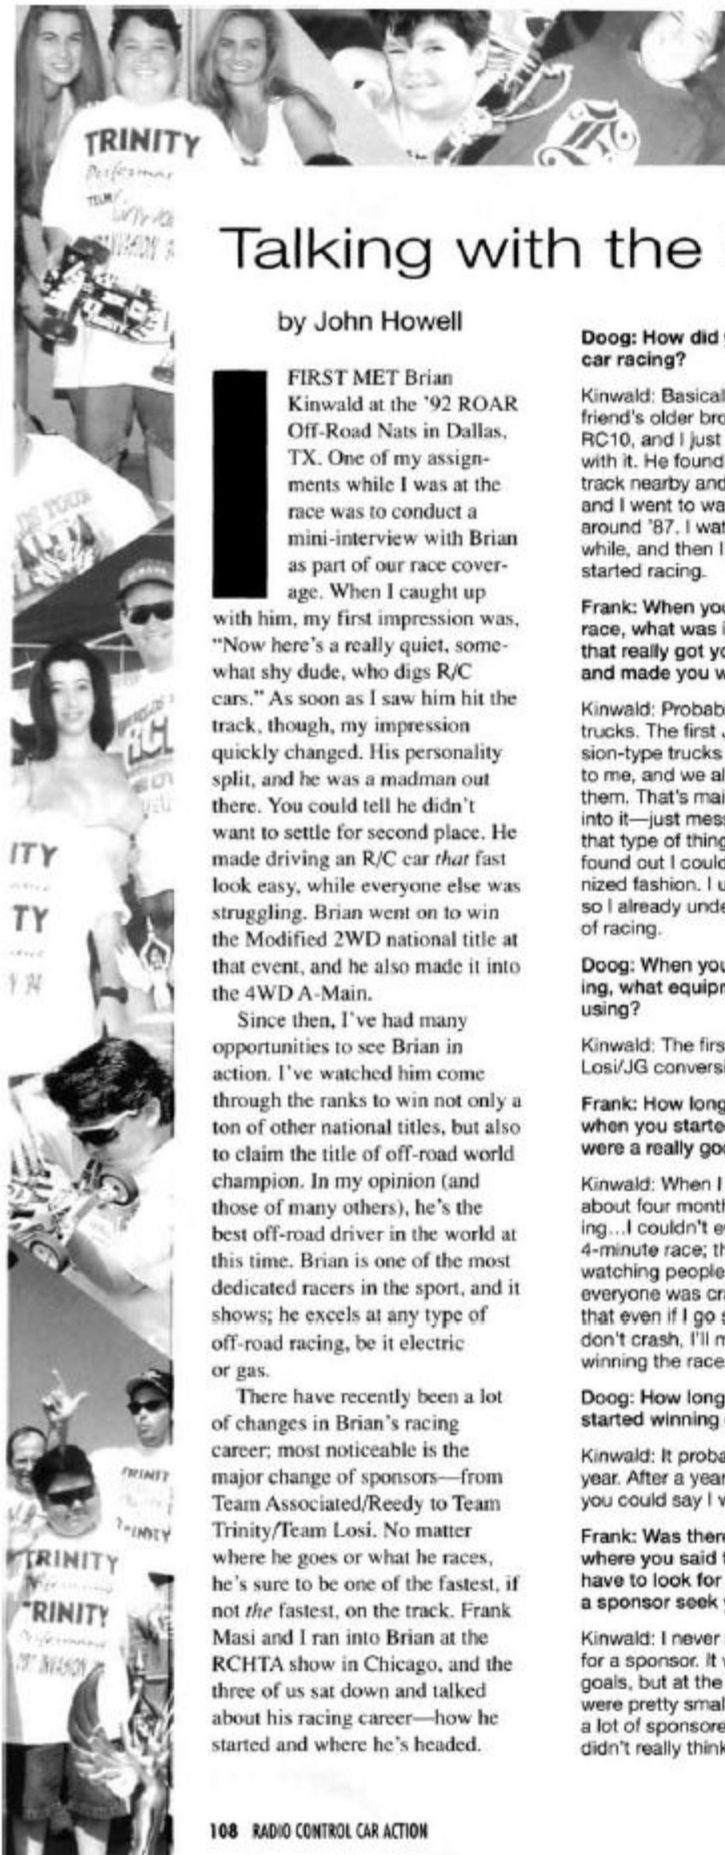 TRINITY
Talking with the
by John Howell
I FIRST MET Brian
Kinwald at the '92 ROAR
Off-Road Nats in Dallas,
TX. One of my assign-
ments while I was at the
race was to conduct a
mini-interview with Brian
as part of our race cover-
age. When I caught up
with him, my first impression was,
"Now here's a really quiet, some-
what shy dude, who digs R/C
cars." As soon as I saw him hit the
track, though, my impression
quickly changed. His personality
split, and he was a madman out
there. You could tell he didn't
want to settle for second place. He
made driving an R/C car that fast
look easy, while everyone else was
struggling. Brian went on to win
the Modified 2WD national title at
that event, and he also made it into
the 4WD A-Main.
Since then, I've had many
opportunities to see Brian in
action. I've watched him come
through the ranks to win not only a
ton of other national titles, but also
to claim the title of off-road world
champion. In my opinion (and
those of many others), he's the
best off-road driver in the world at
this time. Brian is one of the most
dedicated racers in the sport, and it
shows; he excels at any type of
off-road racing, be it electric
or gas.
There have recently been a lot
of changes in Brian's racing
career; most noticeable is the
major change of sponsors—from
Team Associated/Reedy to Team
Trinity/Team Losi. No matter
where he goes or what he races,
he's sure to be one of the fastest, if
not the fastest, on the track. Frank
Masi and I ran into Brian at the
RCHTA show in Chicago, and the
three of us sat down and talked
about his racing career—how he
started and where he's headed.
Doog: How did
car racing?
Kinwald: Basical
friend's older bro
RC10, and I just
with it. He found
track nearby and
and I went to wa
around '87. I wat
while, and then I
started racing.
Frank: When you
race, what was i
that really got yo
and made you w
Kinwald: Probab
trucks. The first
sion-type trucks
to me, and we al
them. That's mai
into it—just mess
that type of thing
found out I could
nized fashion. I u
so I already unde
of racing.
Doog: When you
ing, what equipm
using?
Kinwald: The firs
Losi/JG conversi
Frank: How long
when you starte
were a really goo
Kinwald: When I
about four month
ing...I couldn't e
4-minute race; th
watching people
everyone was cra
that even if I go s
don't crash, I'll m
winning the race
Doog: How long
started winning
Kinwald: It proba
year. After a year
you could say I w
Frank: Was there
where you said
have to look for
a sponsor seek
Kinwald: I never
for a sponsor. It
goals, but at the
were pretty smal
a lot of sponsore
didn't really think
TRINITY
TRINITY
108 RADIO CONTROL CAR ACTION